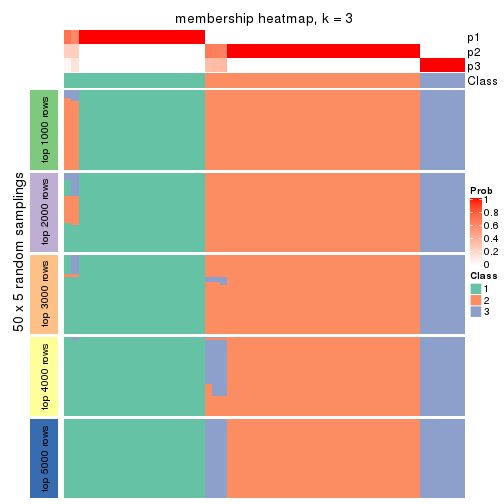 membership heatmap, k = 3
p1
p2
p3
Class
50 x 5 random samplings
top 1000 rows
top 2000 rows
top 3000 rows
top 4000 rows
top 5000 rows
Prob
1
0.8
0.6
0.4
0.2
0
Class
1
2
3